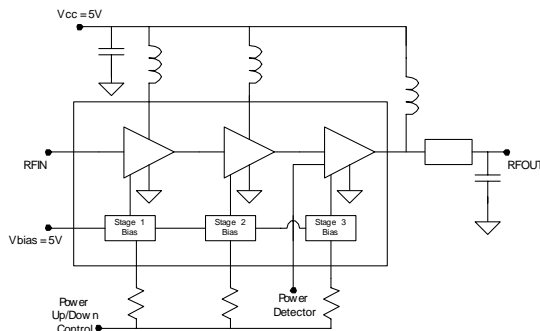 Vcc = 5V
RFIN
RFOUT
Stage 1
Bias
Stage 2
Bias
Stage 3
Bias
Vbias = 5V
Power
Up/Down
Control
Power
Detector